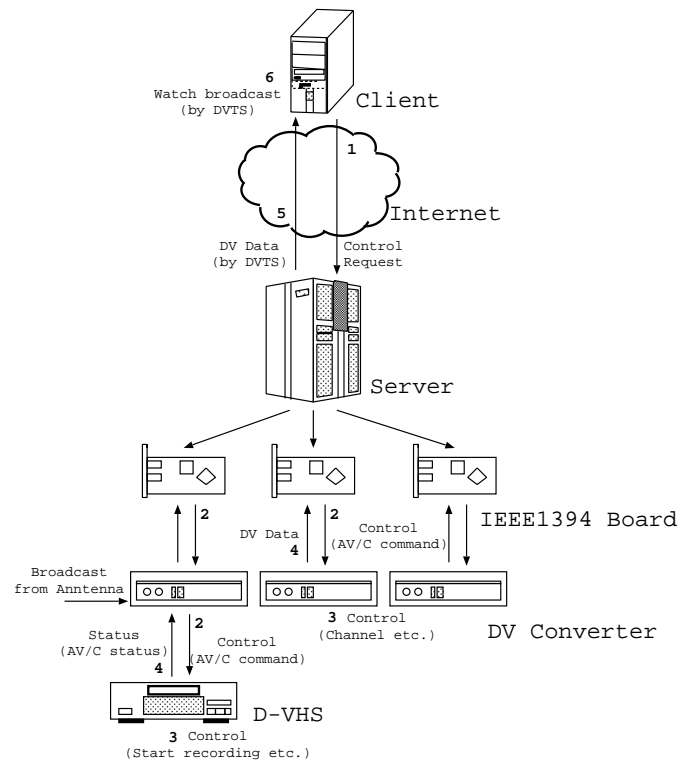 6
Watch broadcast
(by DVTS)
Client
1
5
Internet
DV Data
(by DVTS)
Control
Request
Server
2
2
IEEE1394 Board
DV Data
4
Control
(AV/C command)
Broadcast
from Anntenna
3 Control
(Channel etc.)
DV Converter
2
Status
(AV/C status)
4
Control
(AV/C command)
D-VHS
3 Control
(Start recording etc.)